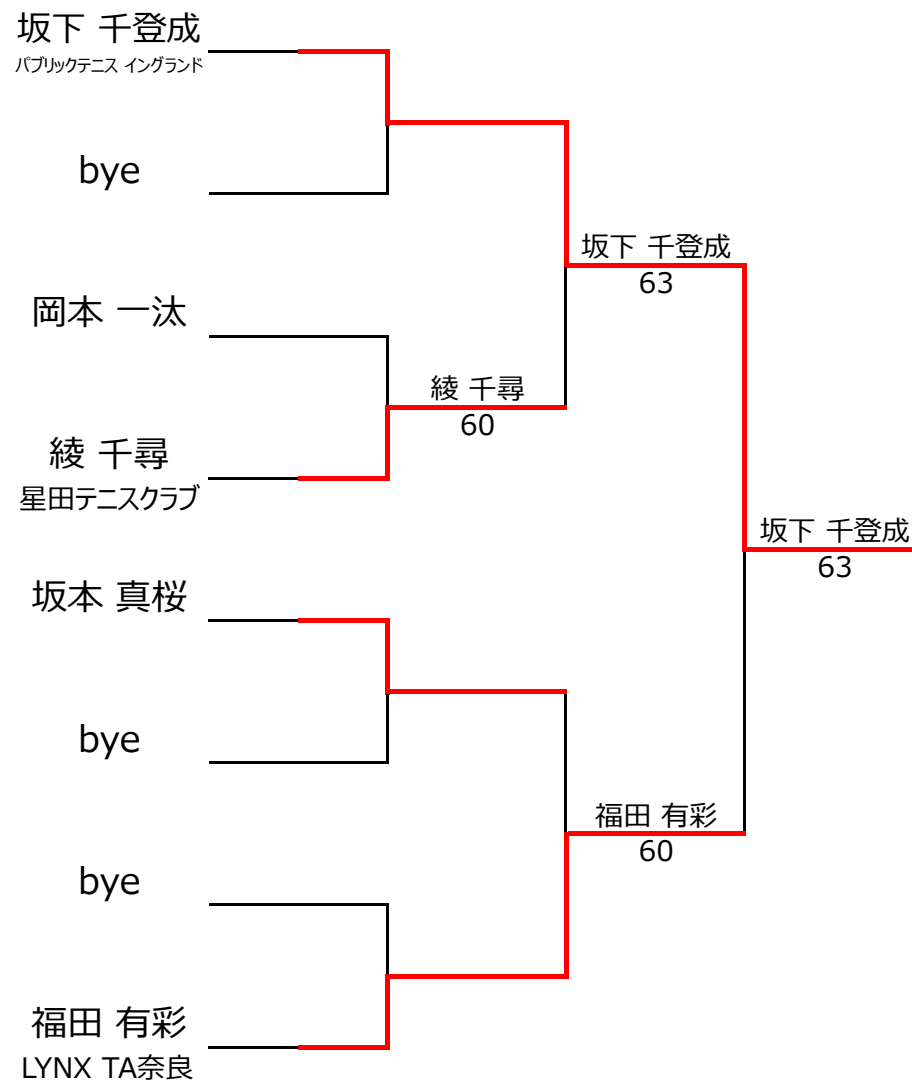 坂下 千登成
パブリックテニス イングランド
bye
坂下 千登成
63
岡本 一汰
綾 千尋
60
綾 千尋
星田テニスクラブ
坂下 千登成
63
坂本 真桜
bye
福田 有彩
60
bye
福田 有彩
LYNX TA奈良